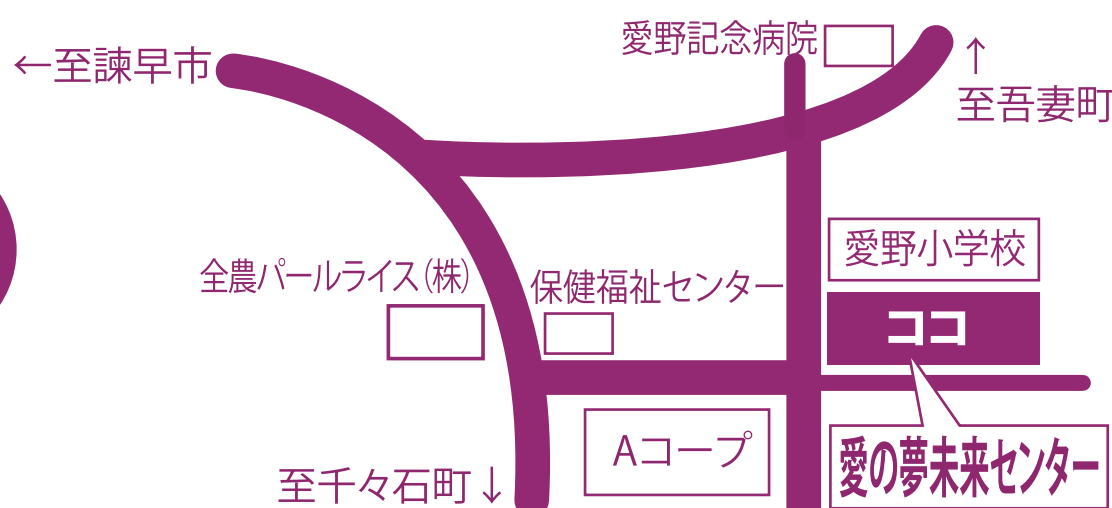 愛野記念病院
←至諫早市
↑
至吾妻町
愛野小学校
全農パールライス(株)
保健福祉センター
ココ
Aコープ
愛の夢未来センター
至千々石町↓